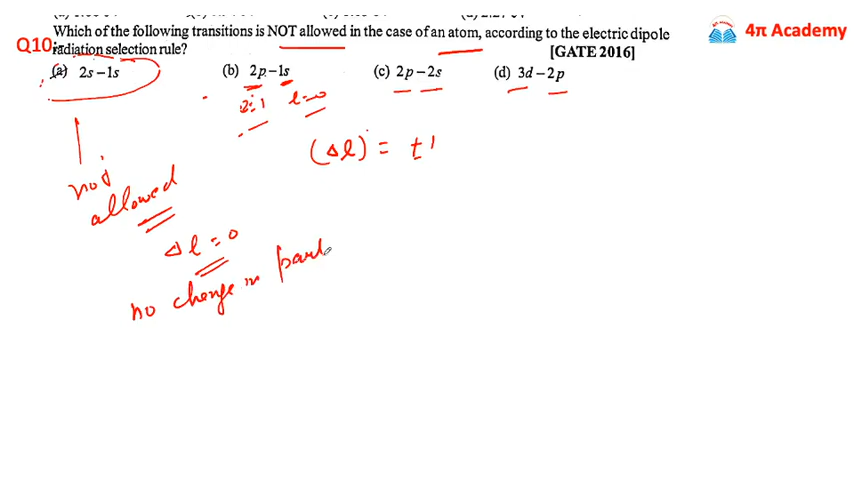 Which of the following transitions is NOT allowed in the case of an atom, according to the electric dipole
Q10: radiation selection rule? [GATE 2016]
(a) 2s – 1s (b) 2p – 1s (c) 2p – 2s (d) 3d – 2p
4π Academy
l=0
(Δl) = ±1
not
allowed
Δl=0
no change in